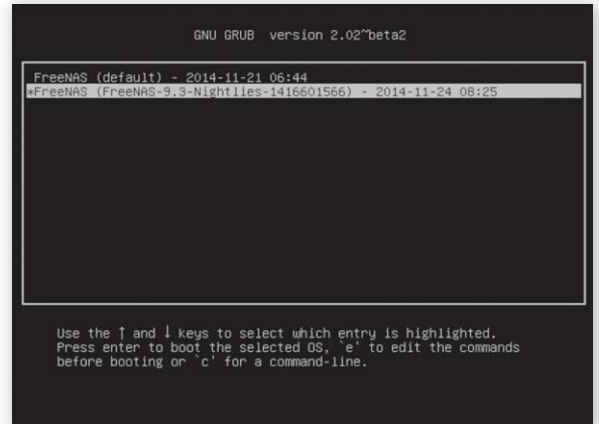 GNU GRUB  version 2.02~beta2
FreeNAS (default) - 2014-11-21 06:44
*FreeNAS (FreeNAS-9.3-Nightlies-1416601566) - 2014-11-24 08:25
Use the ↑ and ↓ keys to select which entry is highlighted.
Press enter to boot the selected OS, `e' to edit the commands
before booting or `c' for a command-line.